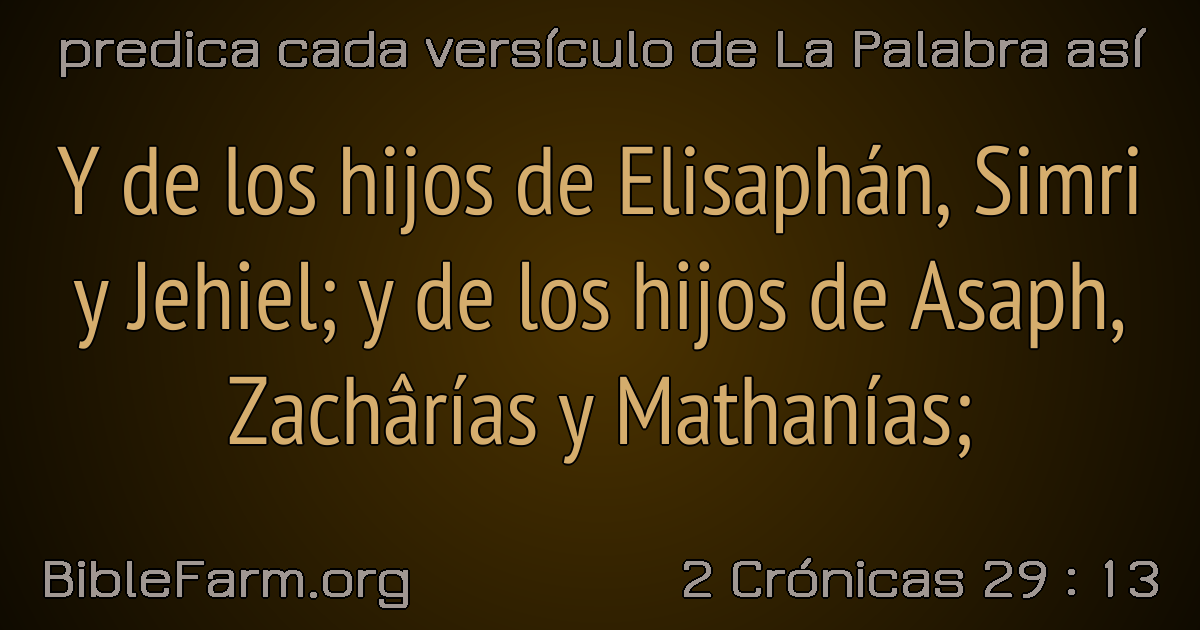 predica cada versículo de La Palabra así
Y de los hijos de Elisaphán, Simri
y Jehiel; y de los hijos de Asaph,
Zachârías y Mathanías;
BibleFarm.org
2 Crónicas 29 : 13